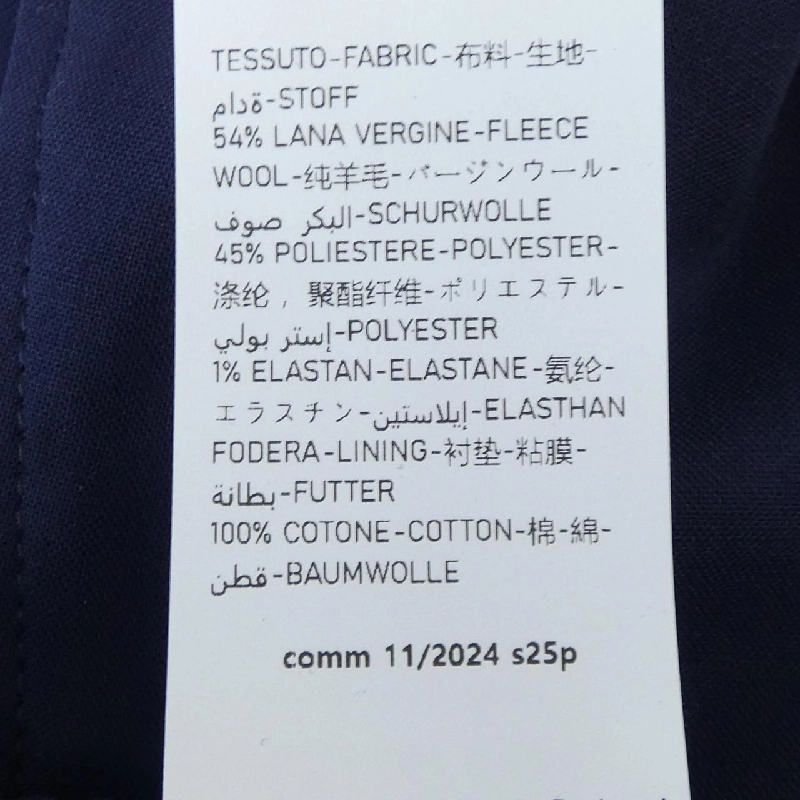 TESSUTO-FABRIC-布料-生地-
ةدام-STOFF
54% LANA VERGINE-FLEECE
WOOL-纯羊毛-バージンウール-
البكر صوف-SCHURWOLLE
45% POLIESTERE-POLYESTER-
涤纶，聚酯纤维-ポリエステル-
إستر بولي-POLYESTER
1% ELASTAN-ELASTANE-氨纶-
エラスチン-إيلاستين-ELASTHAN
FODERA-LINING-衬垫-粘膜-
بطانة-FUTTER
100% COTONE-COTTON-棉-綿-
قطن-BAUMWOLLE
comm 11/2024 s25p